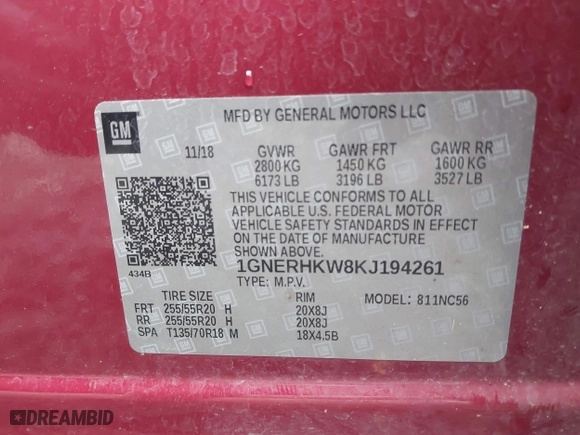 GM
MFD BY GENERAL MOTORS LLC
11/18 GVWR GAWR FRT GAWR RR
2800 KG 1450 KG 1600 KG
6173 LB 3196 LB 3527 LB
THIS VEHICLE CONFORMS TO ALL
APPLICABLE U.S. FEDERAL MOTOR
VEHICLE SAFETY STANDARDS IN EFFECT
ON THE DATE OF MANUFACTURE
SHOWN ABOVE.
434B
1GNERHKW8KJ194261
TYPE: M.P.V. MODEL: 811NC56
TIRE SIZE RIM
FRT 255/55R20 H 20X8J
RR 255/55R20 H 20X8J
SPA T135/70R18 M 18X4.5B
DREAMBID